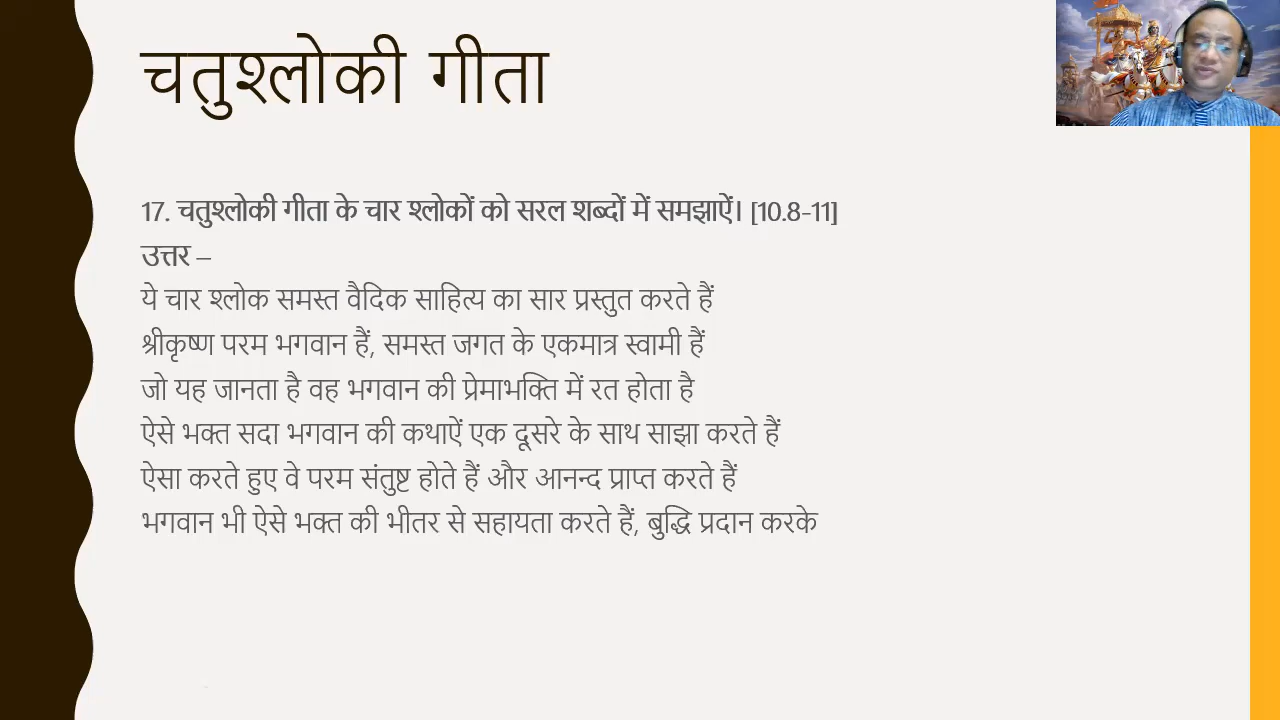 चतुश्लोकी गीता
17. चतुश्लोकी गीता के चार श्लोकों को सरल शब्दों में समझाऐं। [10.8-11]
उत्तर –
ये चार श्लोक समस्त वैदिक साहित्य का सार प्रस्तुत करते हैं
श्रीकृष्ण परम भगवान हैं, समस्त जगत के एकमात्र स्वामी हैं
जो यह जानता है वह भगवान की प्रेमाभक्ति में रत होता है
ऐसे भक्त सदा भगवान की कथाऐं एक दूसरे के साथ साझा करते हैं
ऐसा करते हुए वे परम संतुष्ट होते हैं और आनन्द प्राप्त करते हैं
भगवान भी ऐसे भक्त की भीतर से सहायता करते हैं, बुद्धि प्रदान करके